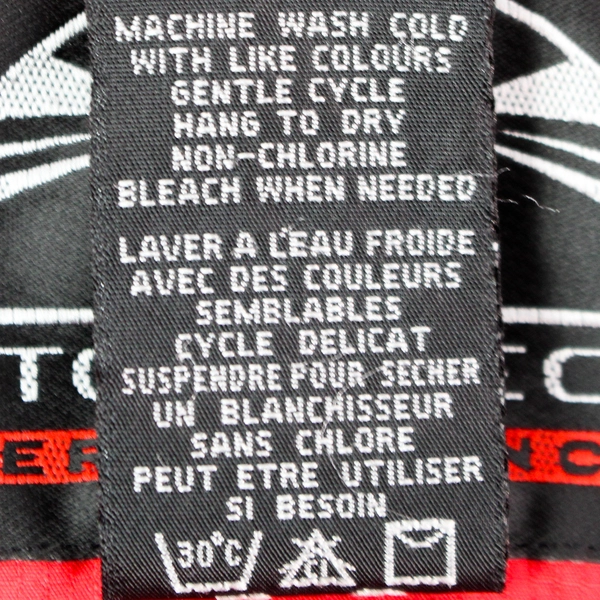 MACHINE WASH COLD
WITH LIKE COLOURS
GENTLE CYCLE
HANG TO DRY
NON-CHLORINE
BLEACH WHEN NEEDED
LAVER A L'EAU FROIDE
AVEC DES COULEURS
SEMBLABLES
CYCLE DELICAT
SUSPENDRE POUR SECHER
UN BLANCHISSEUR
SANS CHLORE
PEUT ETRE UTILISER
SI BESOIN
30°C CL